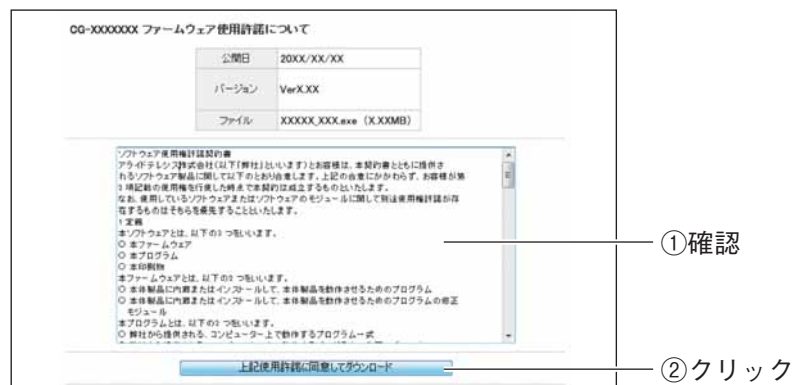 CG-XXXXXXX ファームウェア使用許諾について
公開日 20XX/XX/XX
バージョン VerX.XX
ファイル XXXXX_XXX.exe (X.XXMB)
ソフトウェア使用権許諾契約書
アライドテレシス株式会社(以下「弊社」といいます)とお客様は、本契約書とともに提供さ
れるソフトウェア製品に関して以下のとおり合意します。上記の合意にかかわらず、お客様が第
3 項記載の使用権を行使した時点で本契約は成立するものといたします。
なお、使用しているソフトウェアまたはソフトウェアのモジュールに関して別途使用権許諾が存
在するものはそちらを優先することといたします。
1 定義
本ソフトウェアとは、以下の3 つをいいます。
○ 本ファームウェア
○ 本プログラム
○ 本印刷物
本ファームウェアとは、以下の2 つをいいます。
○ 本体製品に内蔵またはインストールして、本体製品を動作させるためのプログラム
○ 本体製品に内蔵またはインストールして、本体製品を動作させるためのプログラムの修正
モジュール
本プログラムとは、以下の2 つをいいます。
○ 弊社から提供される、コンピューター上で動作するプログラム一式
上記使用許諾に同意してダウンロード
①確認
②クリック